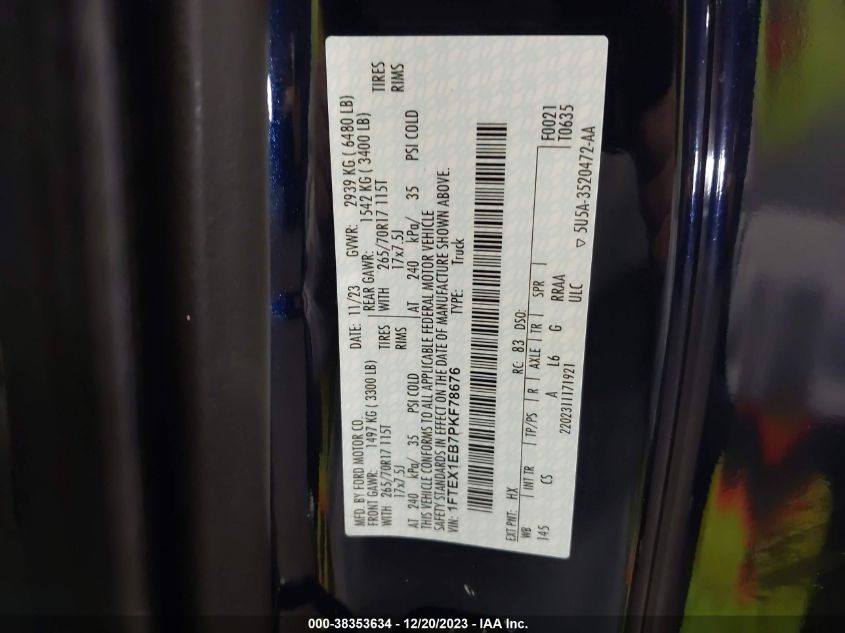 MFD. BY FORD MOTOR CO.
DATE: 11/23 GVWR: 2939 KG ( 6480 LB)
FRONT GAWR: 1497 KG ( 3300 LB) REAR GAWR: 1542 KG ( 3400 LB)
WITH 265/70R17 115T TIRES WITH 265/70R17 115T TIRES
17x7.5J RIMS 17x7.5J RIMS
AT 240 kPa/ 35 PSI COLD AT 240 kPa/ 35 PSI COLD
THIS VEHICLE CONFORMS TO ALL APPLICABLE FEDERAL MOTOR VEHICLE
SAFETY STANDARDS IN EFFECT ON THE DATE OF MANUFACTURE SHOWN ABOVE.
VIN: 1FTEX1EB7PKF78676 TYPE: Truck
EXT PNT: HX RC: 83 DSO: F0021
WB INT TR TP/PS R AXLE TR SPR T0635
145 CS A L6 G RRAA
2202311171921 ULC
▽ 5U5A-3520472-AA
000-38353634 - 12/20/2023 - IAA Inc.